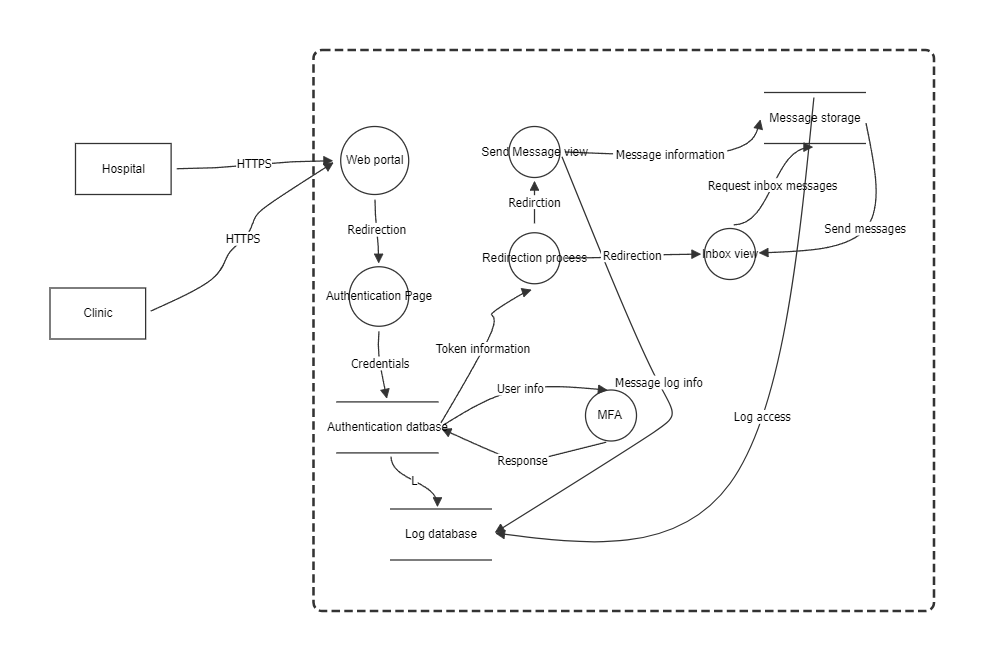 Message storage
Hospital
HTTPS
Web portal
Send Message view
Message information
Request inbox messages
Redirction
Redirection
Send messages
HTTPS
Redirection process
Redirection
Inbox view
Authentication Page
Clinic
Token information
Credentials
User info
Message log info
MFA
Log access
Authentication datbase
Response
L
Log database